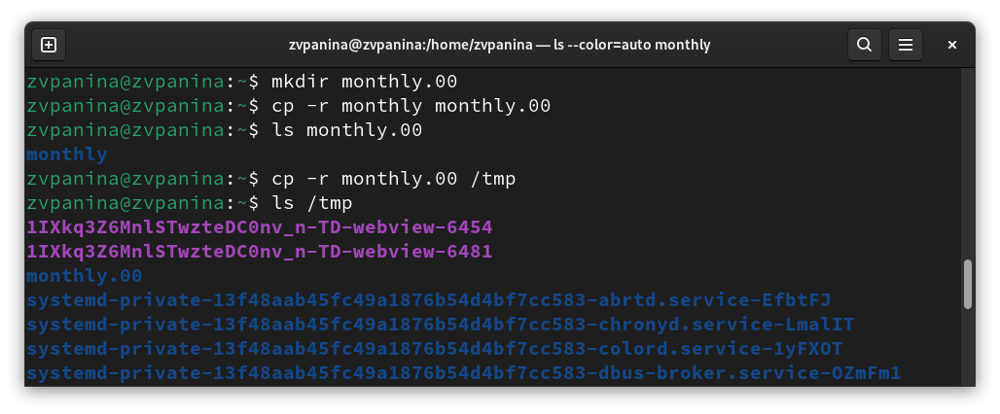 zvpanina@zvpanina:/home/zvpanina — ls --color=auto monthly
zvpanina@zvpanina:~$ mkdir monthly.00
zvpanina@zvpanina:~$ cp -r monthly monthly.00
zvpanina@zvpanina:~$ ls monthly.00
monthly
zvpanina@zvpanina:~$ cp -r monthly.00 /tmp
zvpanina@zvpanina:~$ ls /tmp
1IXkq3Z6MnlSTwzteDC0nv_n-TD-webview-6454
1IXkq3Z6MnlSTwzteDC0nv_n-TD-webview-6481
monthly.00
systemd-private-13f48aab45fc49a1876b54d4bf7cc583-abrtd.service-EfbtFJ
systemd-private-13f48aab45fc49a1876b54d4bf7cc583-chronyd.service-LmalIT
systemd-private-13f48aab45fc49a1876b54d4bf7cc583-colord.service-1yFXOT
systemd-private-13f48aab45fc49a1876b54d4bf7cc583-dbus-broker.service-OZmFm1